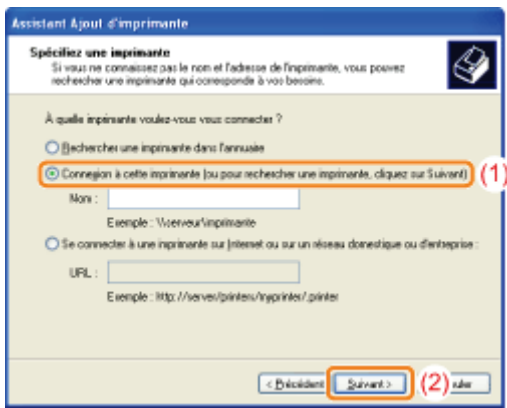 Assistant Ajout d'imprimante
Spécifiez une imprimante
Si vous ne connaissez pas le nom et l'adresse de l'imprimante, vous pouvez
rechercher une imprimante qui corresponde à vos besoins.
À quelle imprimante voulez-vous vous connecter ?
Rechercher une imprimante dans l'annuaire
Connexion à cette imprimante (ou pour rechercher une imprimante, cliquez sur Suivant)
(1)
Nom :
Exemple : \\serveur\imprimante
Se connecter à une imprimante sur Internet ou sur un réseau domestique ou d'entreprise :
URL :
Exemple : http://server/printers/myprinter/.printer
< Précédent
Suivant >
(2)
uler